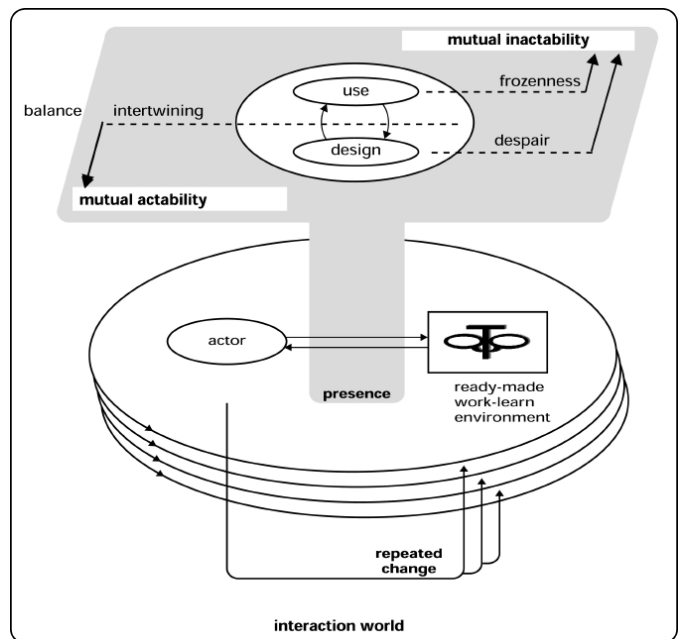 mutual inactability
use
frozenness
balance
intertwining
design
despair
mutual actability
actor
presence
ready-made
work-learn
environment
repeated
change
interaction world